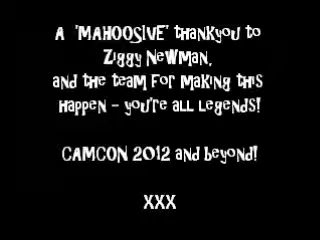 A 'MAHOOSIVE' thankyou to
Ziggy Newman,
and the team for making this
happen - you're all legends!
CAMCON 2012 and beyond!
XXX